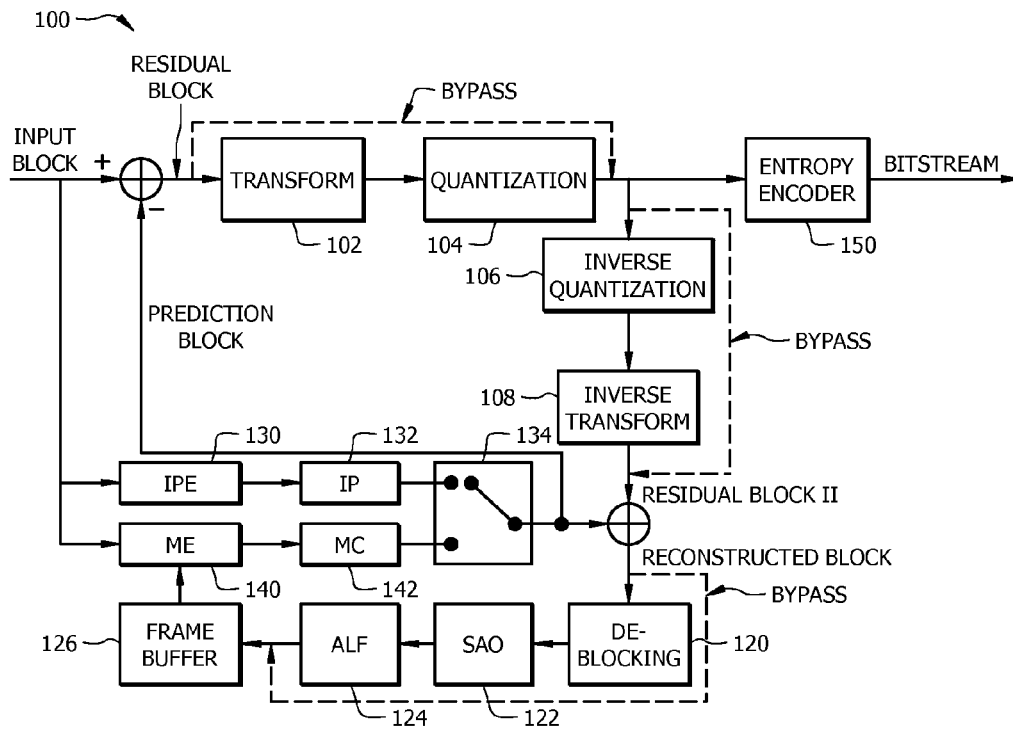 100
RESIDUAL
BLOCK
BYPASS
INPUT
BLOCK
+
−
TRANSFORM
QUANTIZATION
ENTROPY
ENCODER
BITSTREAM
102
104
150
106
INVERSE
QUANTIZATION
PREDICTION
BLOCK
BYPASS
108
INVERSE
TRANSFORM
130
132
134
IPE
IP
RESIDUAL BLOCK II
ME
MC
RECONSTRUCTED BLOCK
140
142
BYPASS
126
FRAME
BUFFER
ALF
SAO
DE-
BLOCKING
120
124
122